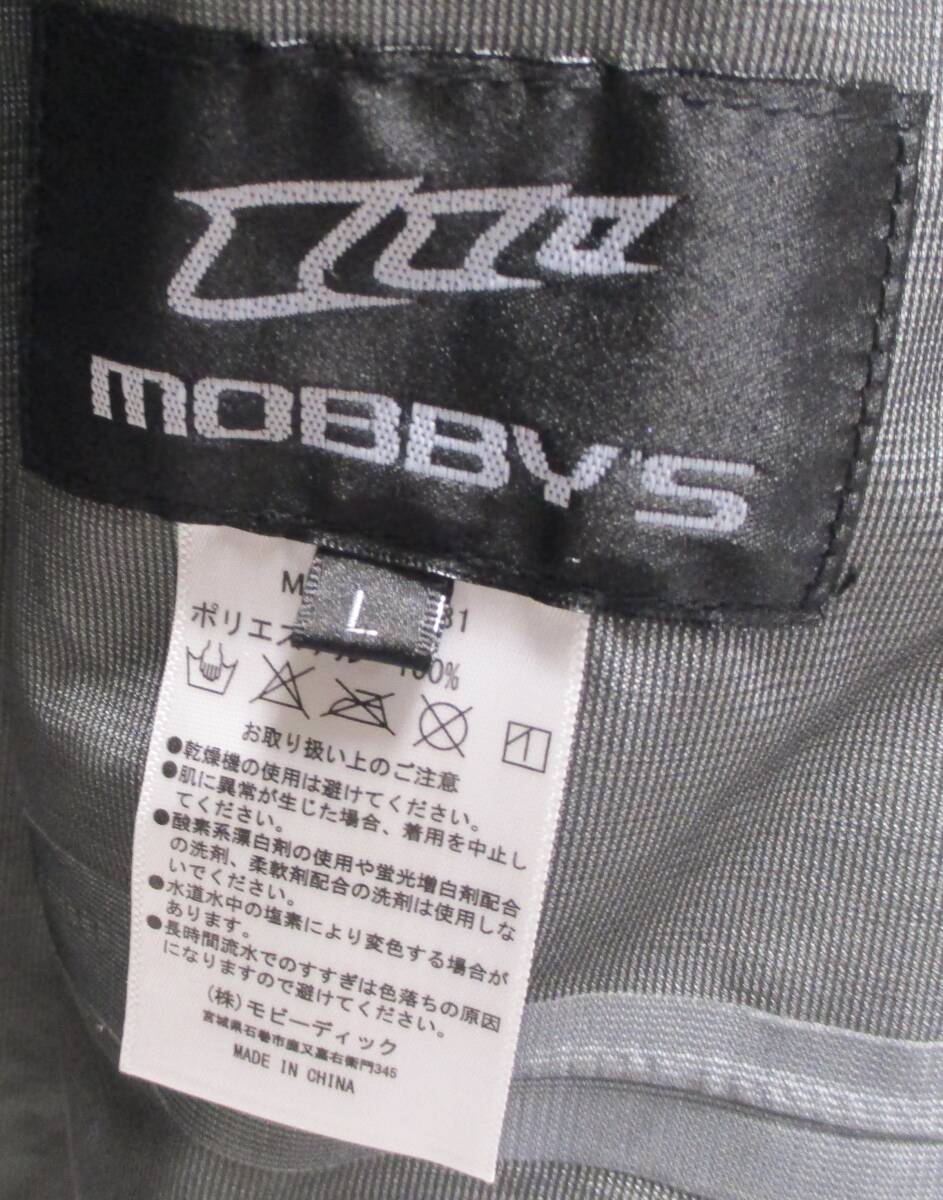 MOBBY'S
L
M 31
ポリエステル 100%
お取り扱い上のご注意
●乾燥機の使用は避けてください。
●肌に異常が生じた場合、着用を中止し
てください。
●酸素系漂白剤の使用や蛍光増白剤配合
の洗剤、柔軟剤配合の洗剤は使用しな
いでください。
●水道水中の塩素により変色する場合が
あります。
●長時間流水でのすすぎは色落ちの原因
になりますので避けてください。
(株)モビーディック
宮城県石巻市鹿又嘉右衛門345
MADE IN CHINA